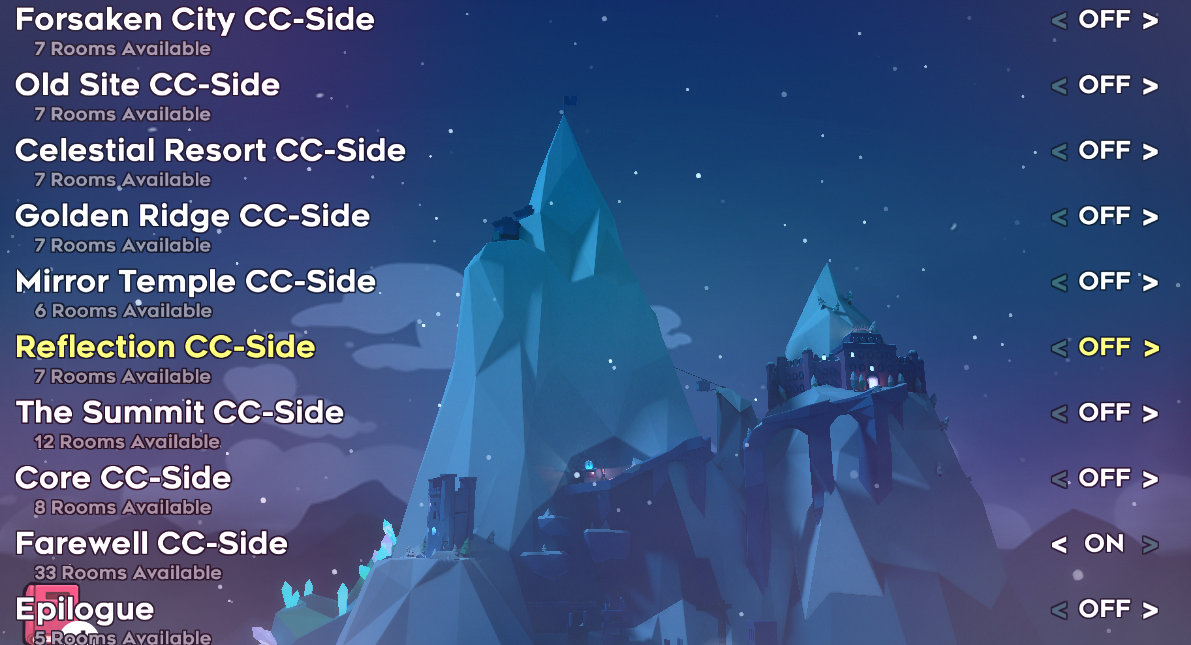 Forsaken City CC-Side < OFF >
7 Rooms Available
Old Site CC-Side < OFF >
7 Rooms Available
Celestial Resort CC-Side < OFF >
7 Rooms Available
Golden Ridge CC-Side < OFF >
7 Rooms Available
Mirror Temple CC-Side < OFF >
6 Rooms Available
Reflection CC-Side < OFF >
7 Rooms Available
The Summit CC-Side < OFF >
12 Rooms Available
Core CC-Side < OFF >
8 Rooms Available
Farewell CC-Side < ON >
33 Rooms Available
Epilogue < OFF >
5 Rooms Available